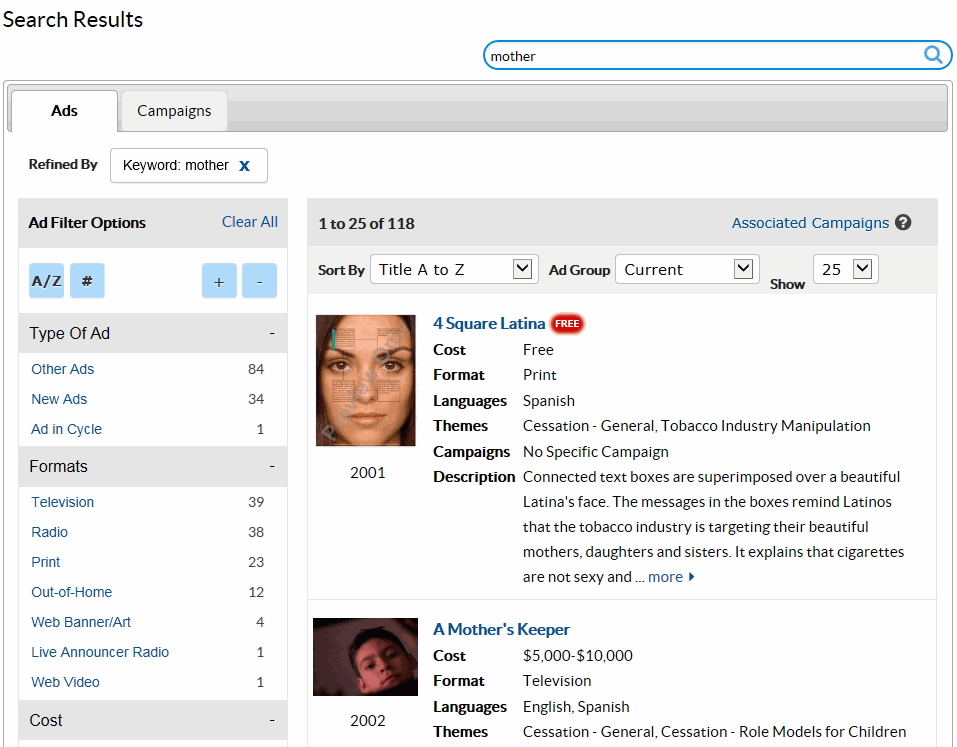 Search Results
mother
Ads
Campaigns
Refined By
Keyword: mother x
Ad Filter Options
Clear All
A/Z
#
+
-
Type Of Ad -
Other Ads 84
New Ads 34
Ad in Cycle 1
Formats -
Television 39
Radio 38
Print 23
Out-of-Home 12
Web Banner/Art 4
Live Announcer Radio 1
Web Video 1
Cost -
1 to 25 of 118
Associated Campaigns ?
Sort By Title A to Z Ad Group Current Show 25
4 Square Latina FREE
Cost Free
Format Print
Languages Spanish
Themes Cessation - General, Tobacco Industry Manipulation
Campaigns No Specific Campaign
Description Connected text boxes are superimposed over a beautiful
Latina's face. The messages in the boxes remind Latinos
that the tobacco industry is targeting their beautiful
mothers, daughters and sisters. It explains that cigarettes
are not sexy and ... more
2001
A Mother's Keeper
Cost $5,000-$10,000
Format Television
Languages English, Spanish
Themes Cessation - General, Cessation - Role Models for Children
2002